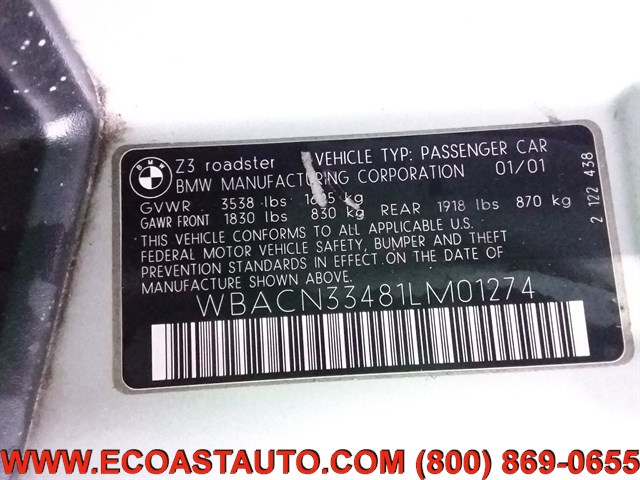 BMW
Z3 roadster VEHICLE TYP: PASSENGER CAR
BMW MANUFACTURING CORPORATION 01/01
GVWR 3538 lbs kg
GAWR FRONT 1830 lbs 830 kg REAR 1918 lbs 870 kg
THIS VEHICLE CONFORMS TO ALL APPLICABLE U.S.
FEDERAL MOTOR VEHICLE SAFETY, BUMPER AND THEFT
PREVENTION STANDARDS IN EFFECT ON THE DATE OF
MANUFACTURE SHOWN ABOVE.
WBACN33481LM01274
2 122 438
WWW.ECOASTAUTO.COM (800) 869-0655